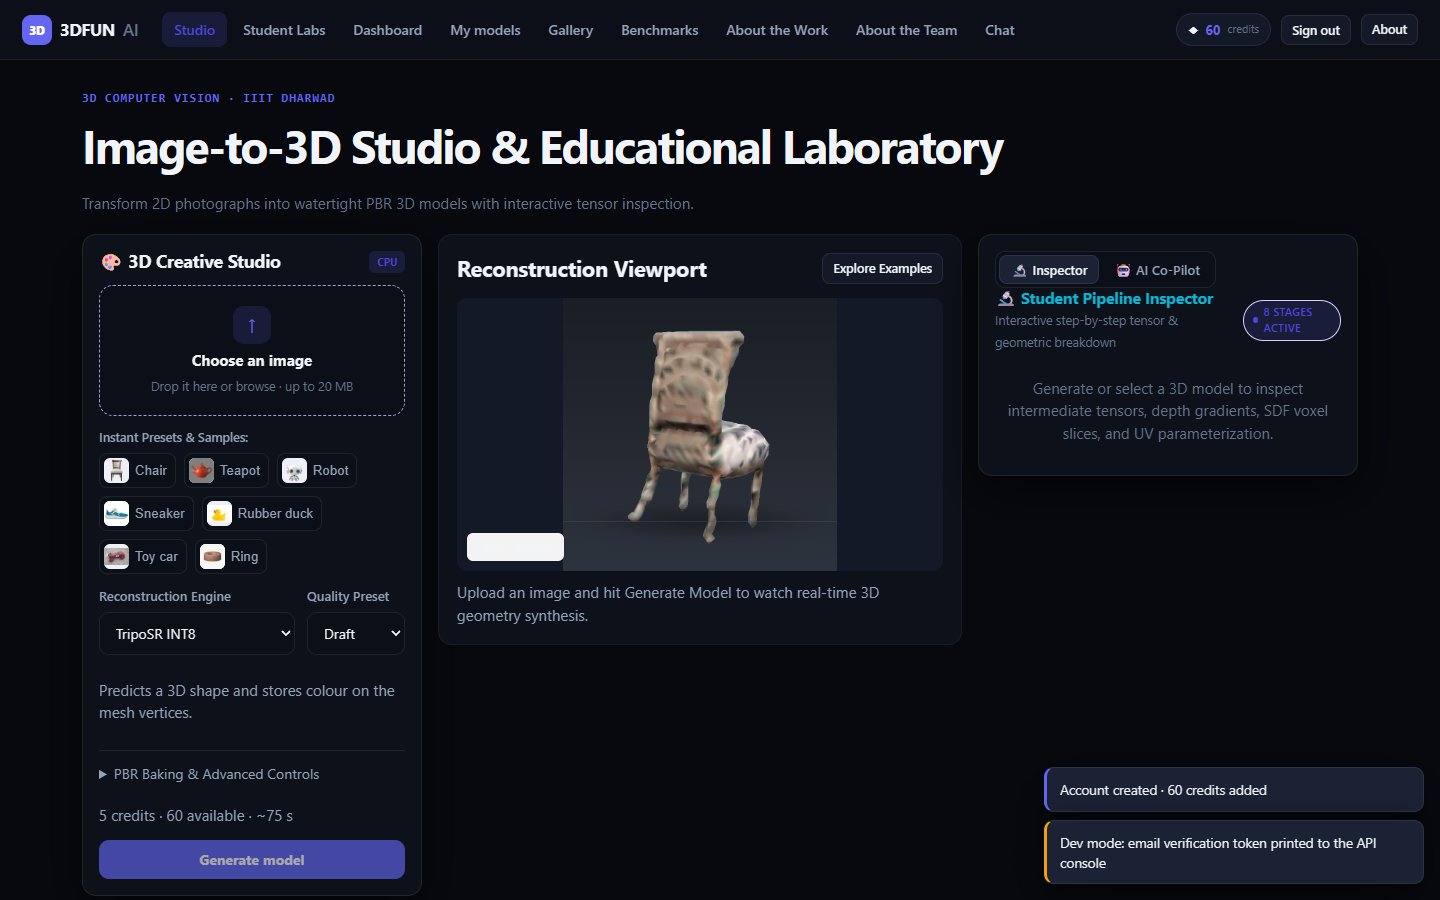 3D 3DFUN AI Studio Student Labs Dashboard My models Gallery Benchmarks About the Work About the Team Chat 60 credits Sign out About
3D COMPUTER VISION · IIIT DHARWAD
Image-to-3D Studio & Educational Laboratory
Transform 2D photographs into watertight PBR 3D models with interactive tensor inspection.
3D Creative Studio CPU
↑
Choose an image
Drop it here or browse · up to 20 MB
Instant Presets & Samples:
Chair Teapot Robot
Sneaker Rubber duck
Toy car Ring
Reconstruction Engine Quality Preset
TripoSR INT8 Draft
Predicts a 3D shape and stores colour on the
mesh vertices.
PBR Baking & Advanced Controls
5 credits · 60 available · ~75 s
Generate model
Reconstruction Viewport Explore Examples
Upload an image and hit Generate Model to watch real-time 3D
geometry synthesis.
Inspector AI Co-Pilot
Student Pipeline Inspector
Interactive step-by-step tensor &
geometric breakdown
8 STAGES
ACTIVE
Generate or select a 3D model to inspect
intermediate tensors, depth gradients, SDF voxel
slices, and UV parameterization.
Account created · 60 credits added
Dev mode: email verification token printed to the API
console